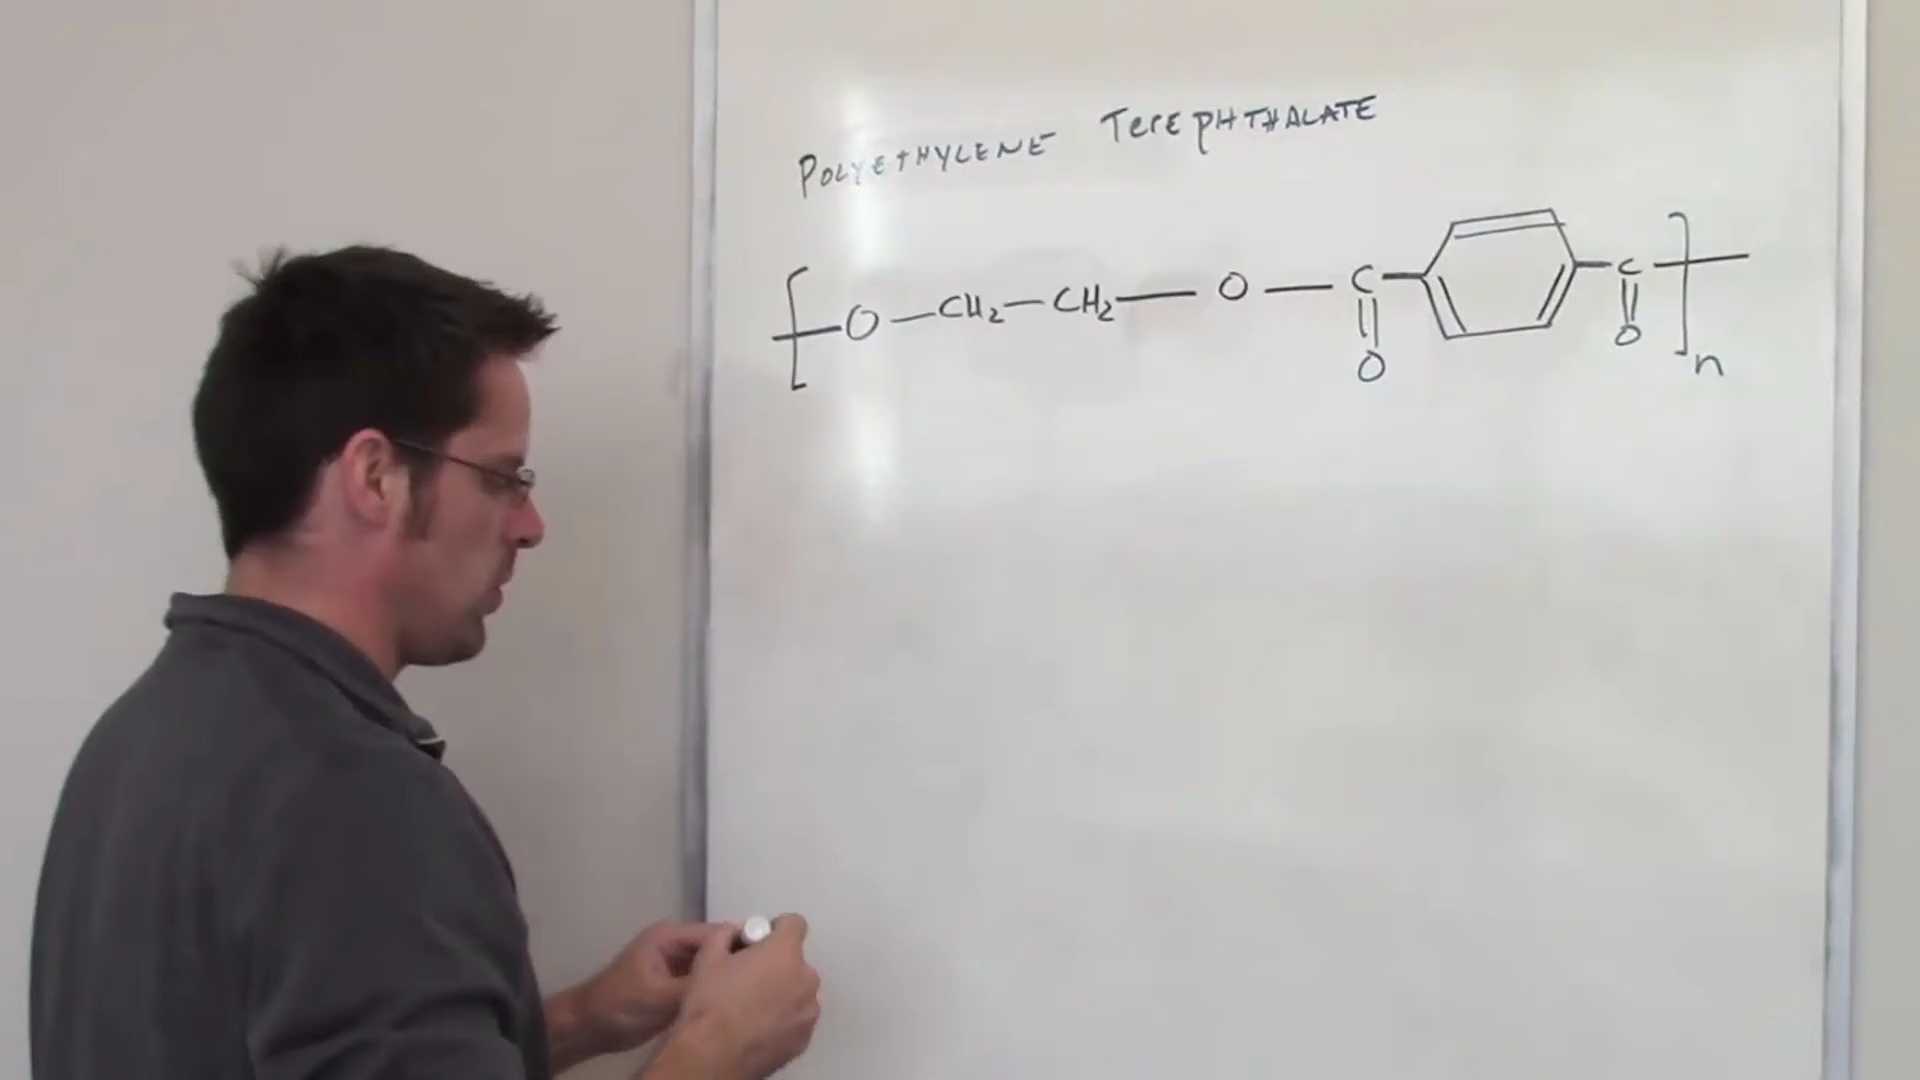 POLYETHYLENE TerEpHTHALATE
[-O-CH₂-CH₂-O-C-C-]n
O O